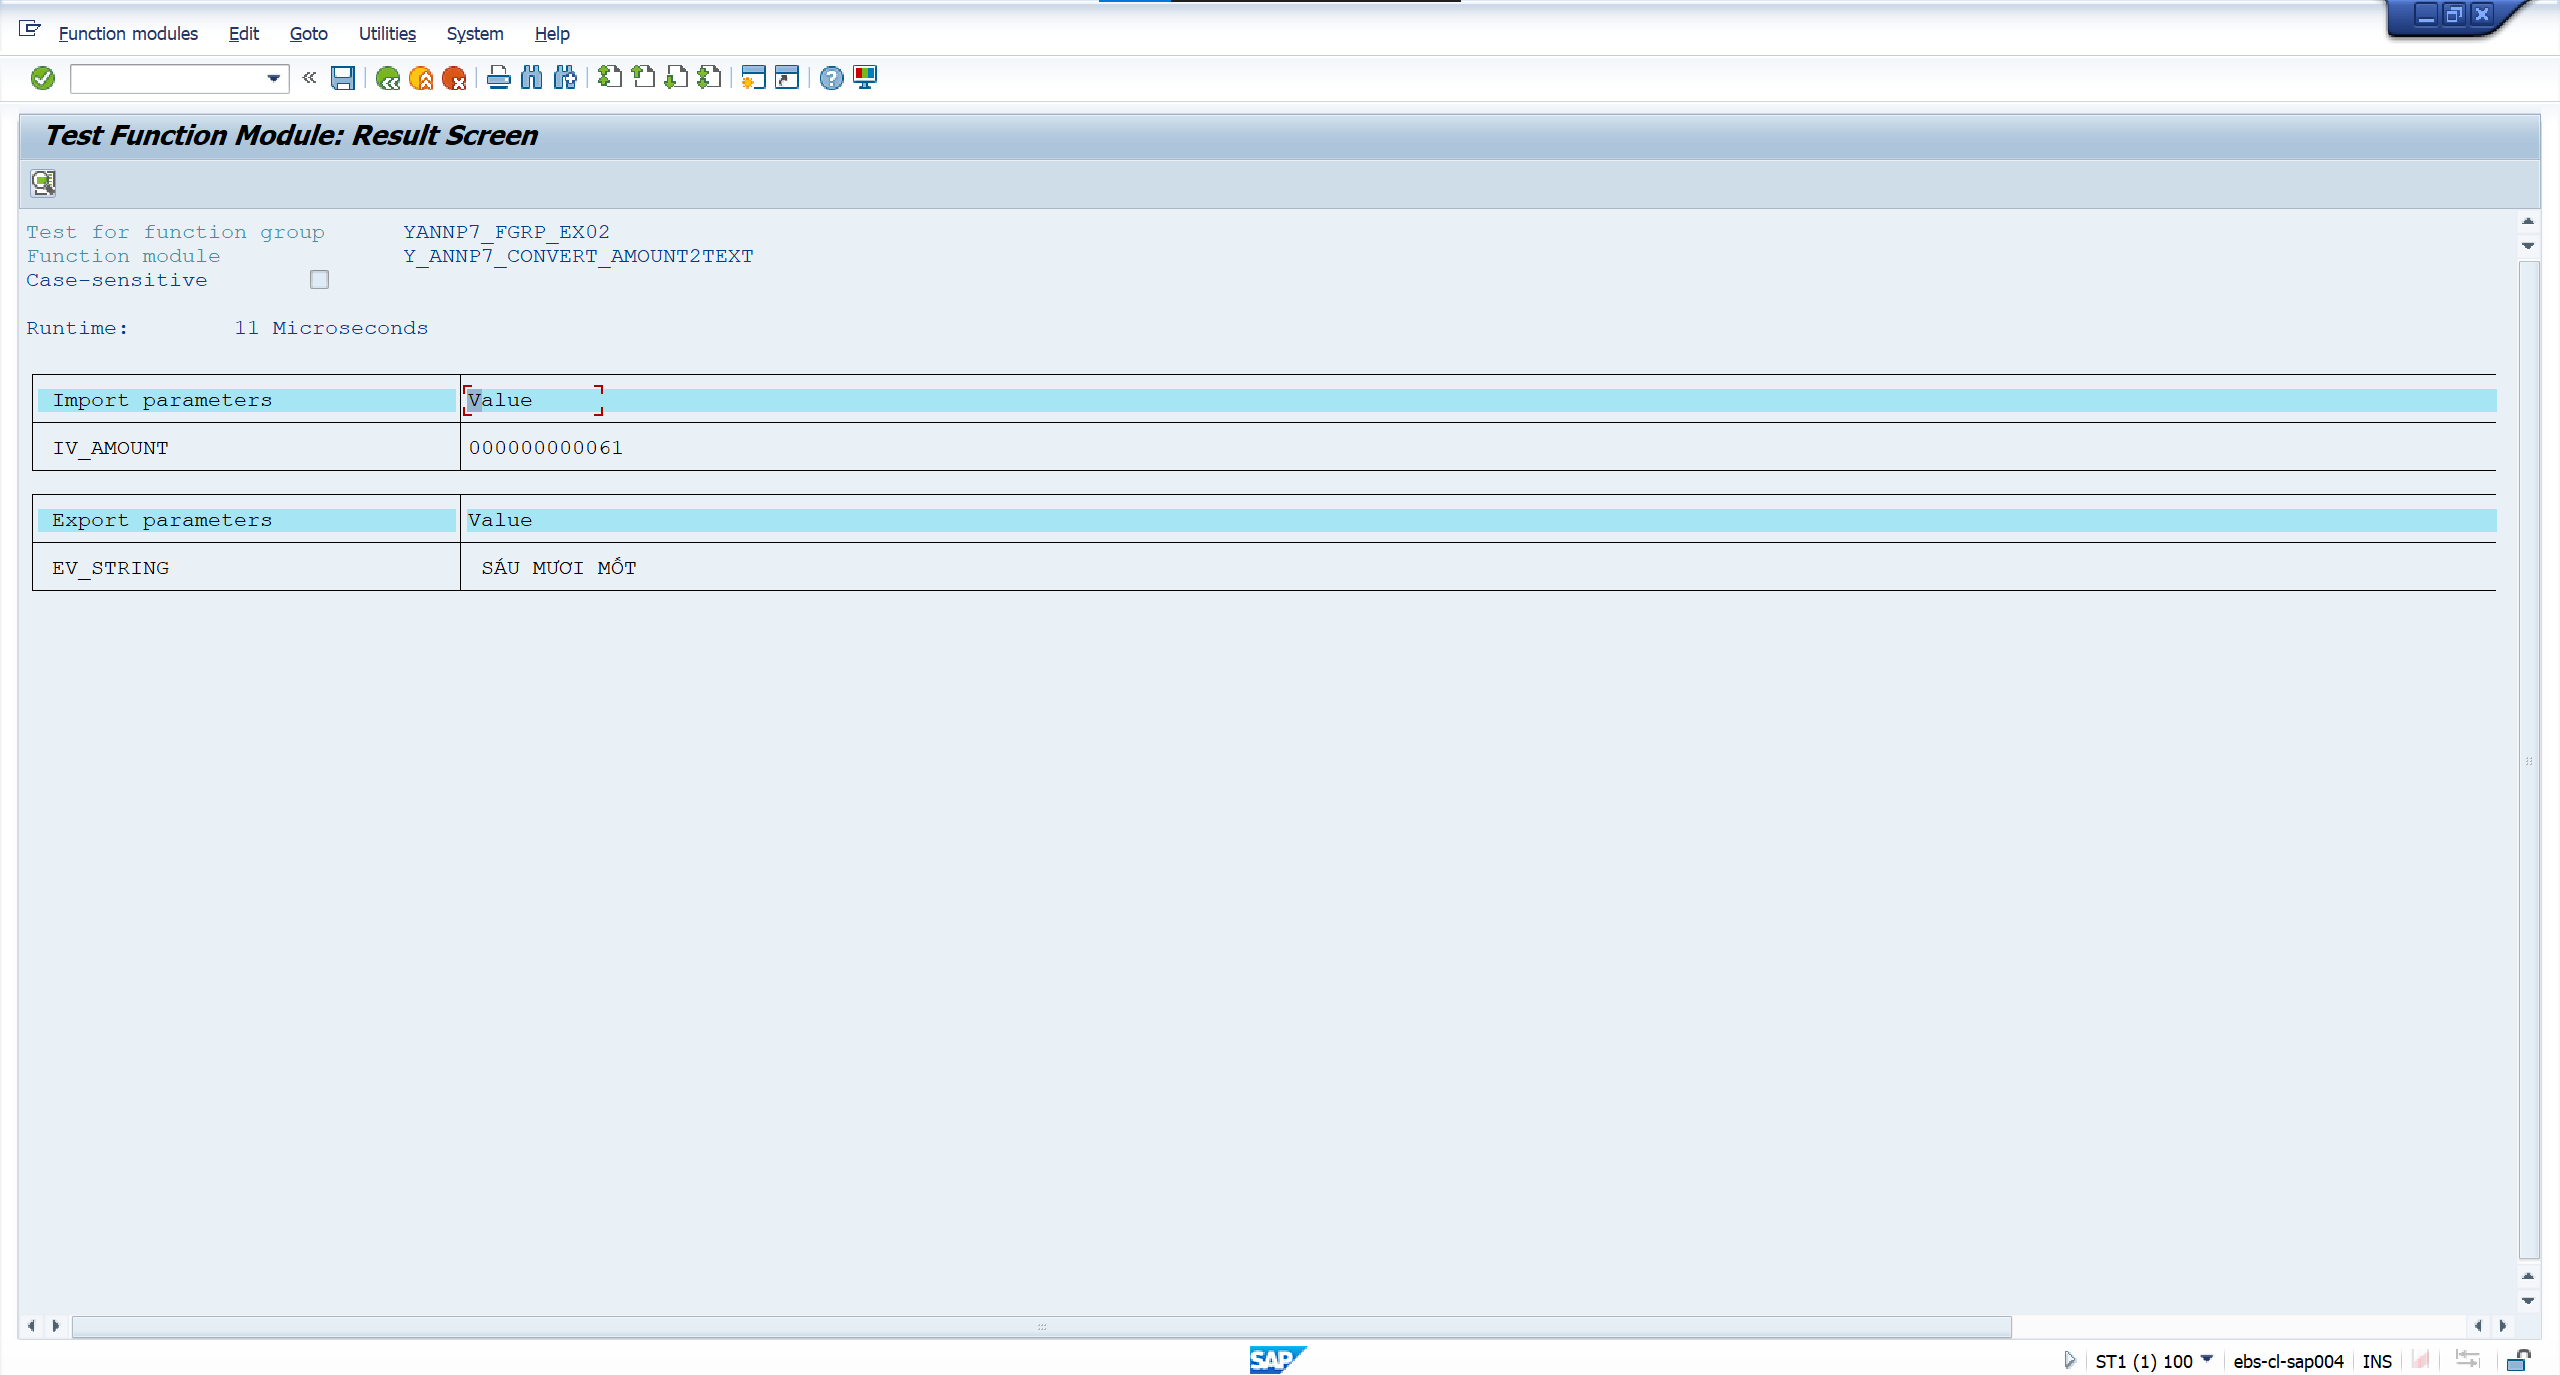 Function modules Edit Goto Utilities System Help
Test Function Module: Result Screen
Test for function group YANNP7_FGRP_EX02
Function module Y_ANNP7_CONVERT_AMOUNT2TEXT
Case-sensitive
Runtime: 11 Microseconds
Import parameters Value
IV_AMOUNT 000000000061
Export parameters Value
EV_STRING SÁU MƯƠI MỐT
SAP ST1 (1) 100 ebs-cl-sap004 INS